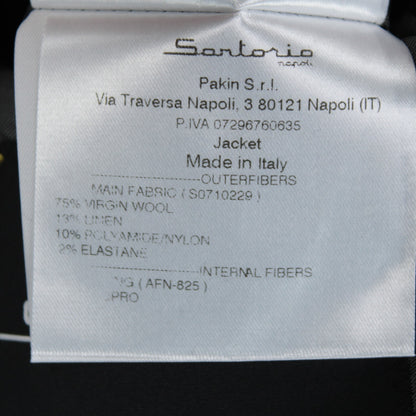 Sartorio
napoli
Pakin S.r.l.
Via Traversa Napoli, 3 80121 Napoli (IT)
P.IVA 07296760635
Jacket
Made in Italy
OUTERFIBERS
MAIN FABRIC ( S0710229 )
75% VIRGIN WOOL
13% LINEN
10% POLYAMIDE/NYLON
2% ELASTANE
INTERNAL FIBERS
( AFN-825 )